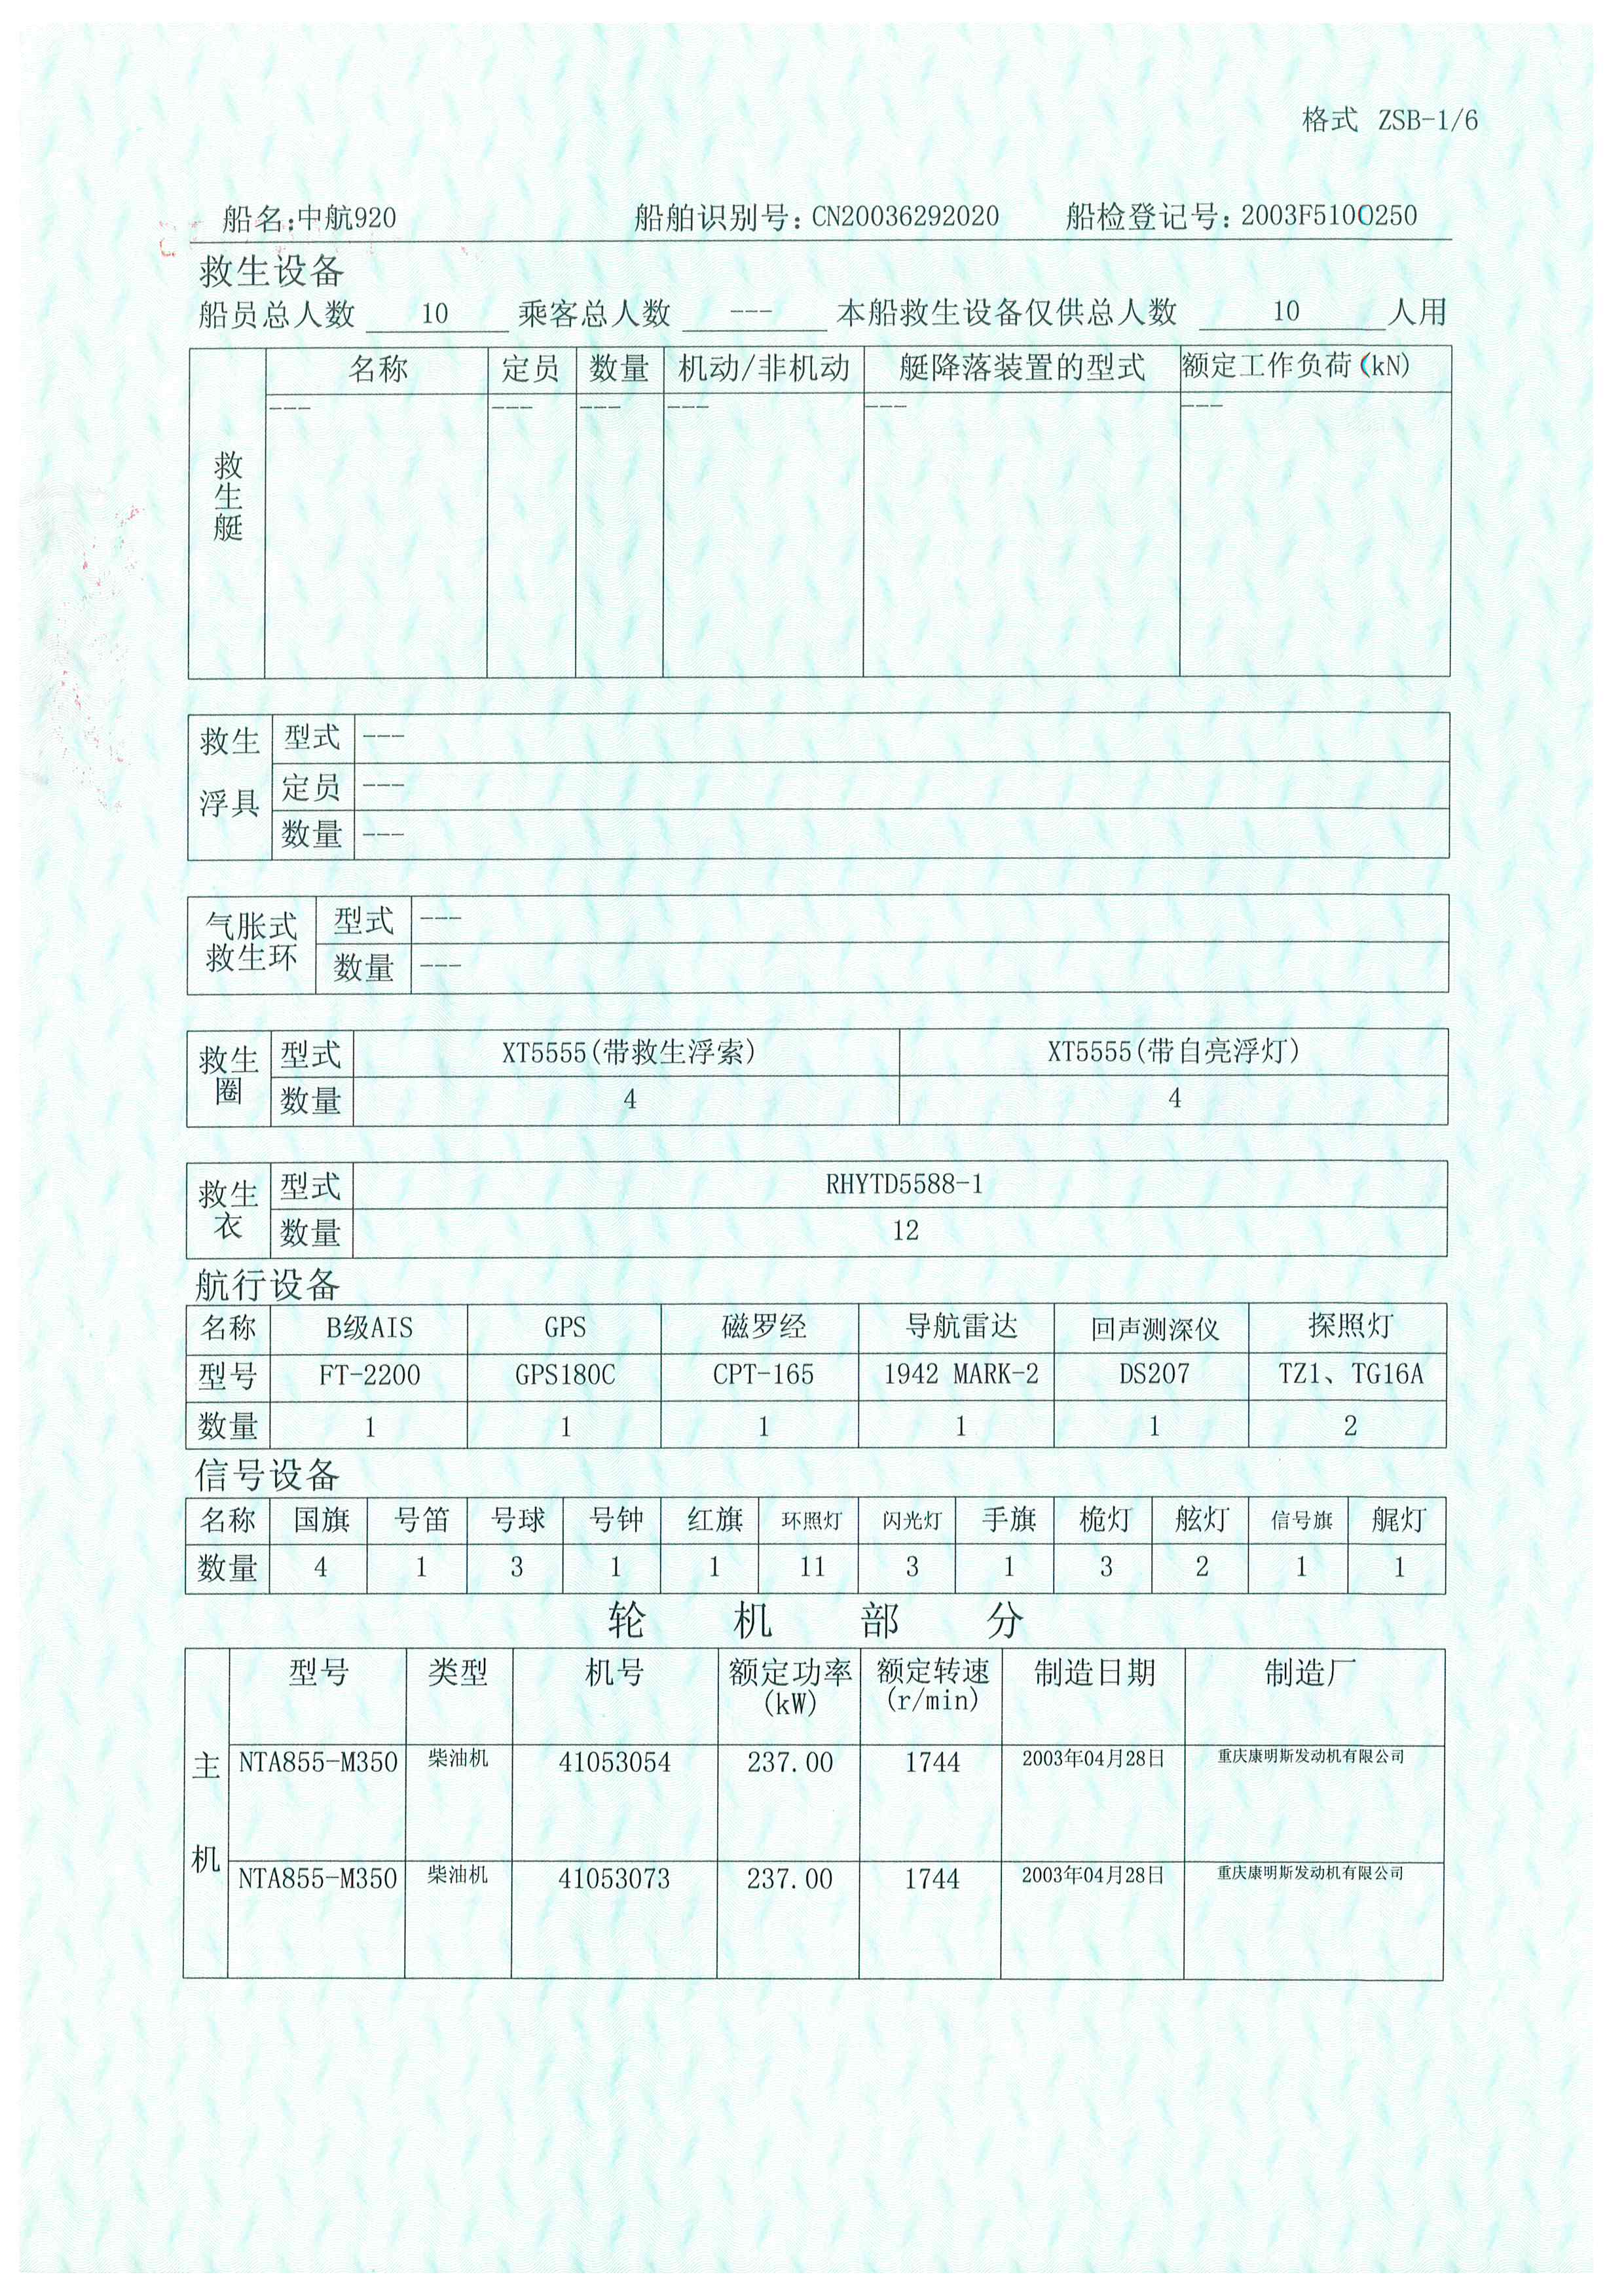 格式 ZSB-1/6
船名:中航920 船舶识别号: CN20036292020 船检登记号: 2003F5100250
救生设备
船员总人数 10 乘客总人数 --- 本船救生设备仅供总人数 10 人用
救生艇 名称 定员 数量 机动/非机动 艇降落装置的型式 额定工作负荷(kN)
--- --- --- --- --- ---
救生浮具 型式 ---
定员 ---
数量 ---
气胀式救生环 型式 ---
数量 ---
救生圈 型式 XT5555(带救生浮索) XT5555(带自亮浮灯)
数量 4 4
救生衣 型式 RHYTD5588-1
数量 12
航行设备
名称 B级AIS GPS 磁罗经 导航雷达 回声测深仪 探照灯
型号 FT-2200 GPS180C CPT-165 1942 MARK-2 DS207 TZ1、TG16A
数量 1 1 1 1 1 2
信号设备
名称 国旗 号笛 号球 号钟 红旗 环照灯 闪光灯 手旗 桅灯 舷灯 信号旗 艉灯
数量 4 1 3 1 1 11 3 1 3 2 1 1
轮机部分
主机 型号 类型 机号 额定功率(kW) 额定转速(r/min) 制造日期 制造厂
NTA855-M350 柴油机 41053054 237.00 1744 2003年04月28日 重庆康明斯发动机有限公司
NTA855-M350 柴油机 41053073 237.00 1744 2003年04月28日 重庆康明斯发动机有限公司